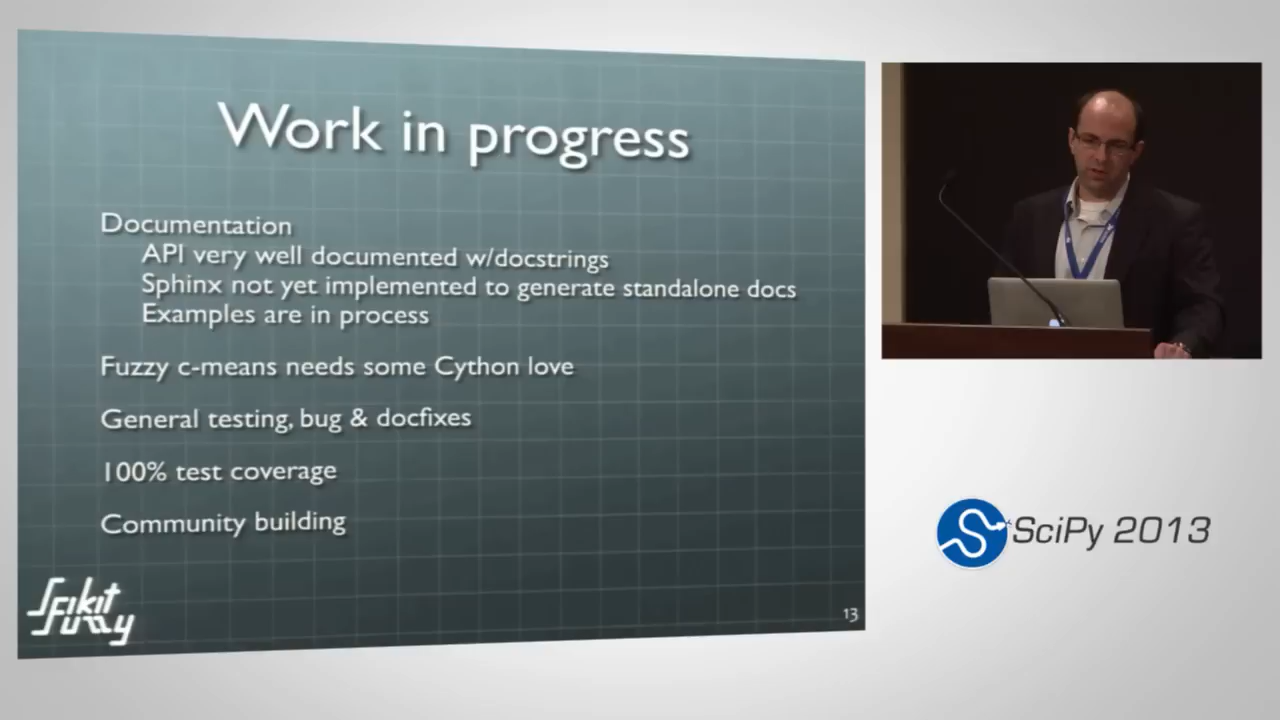 Work in progress
Documentation
API very well documented w/docstrings
Sphinx not yet implemented to generate standalone docs
Examples are in process
Fuzzy c-means needs some Cython love
General testing, bug & docfixes
100% test coverage
Community building
Scikit
Fuzzy
13
SciPy 2013